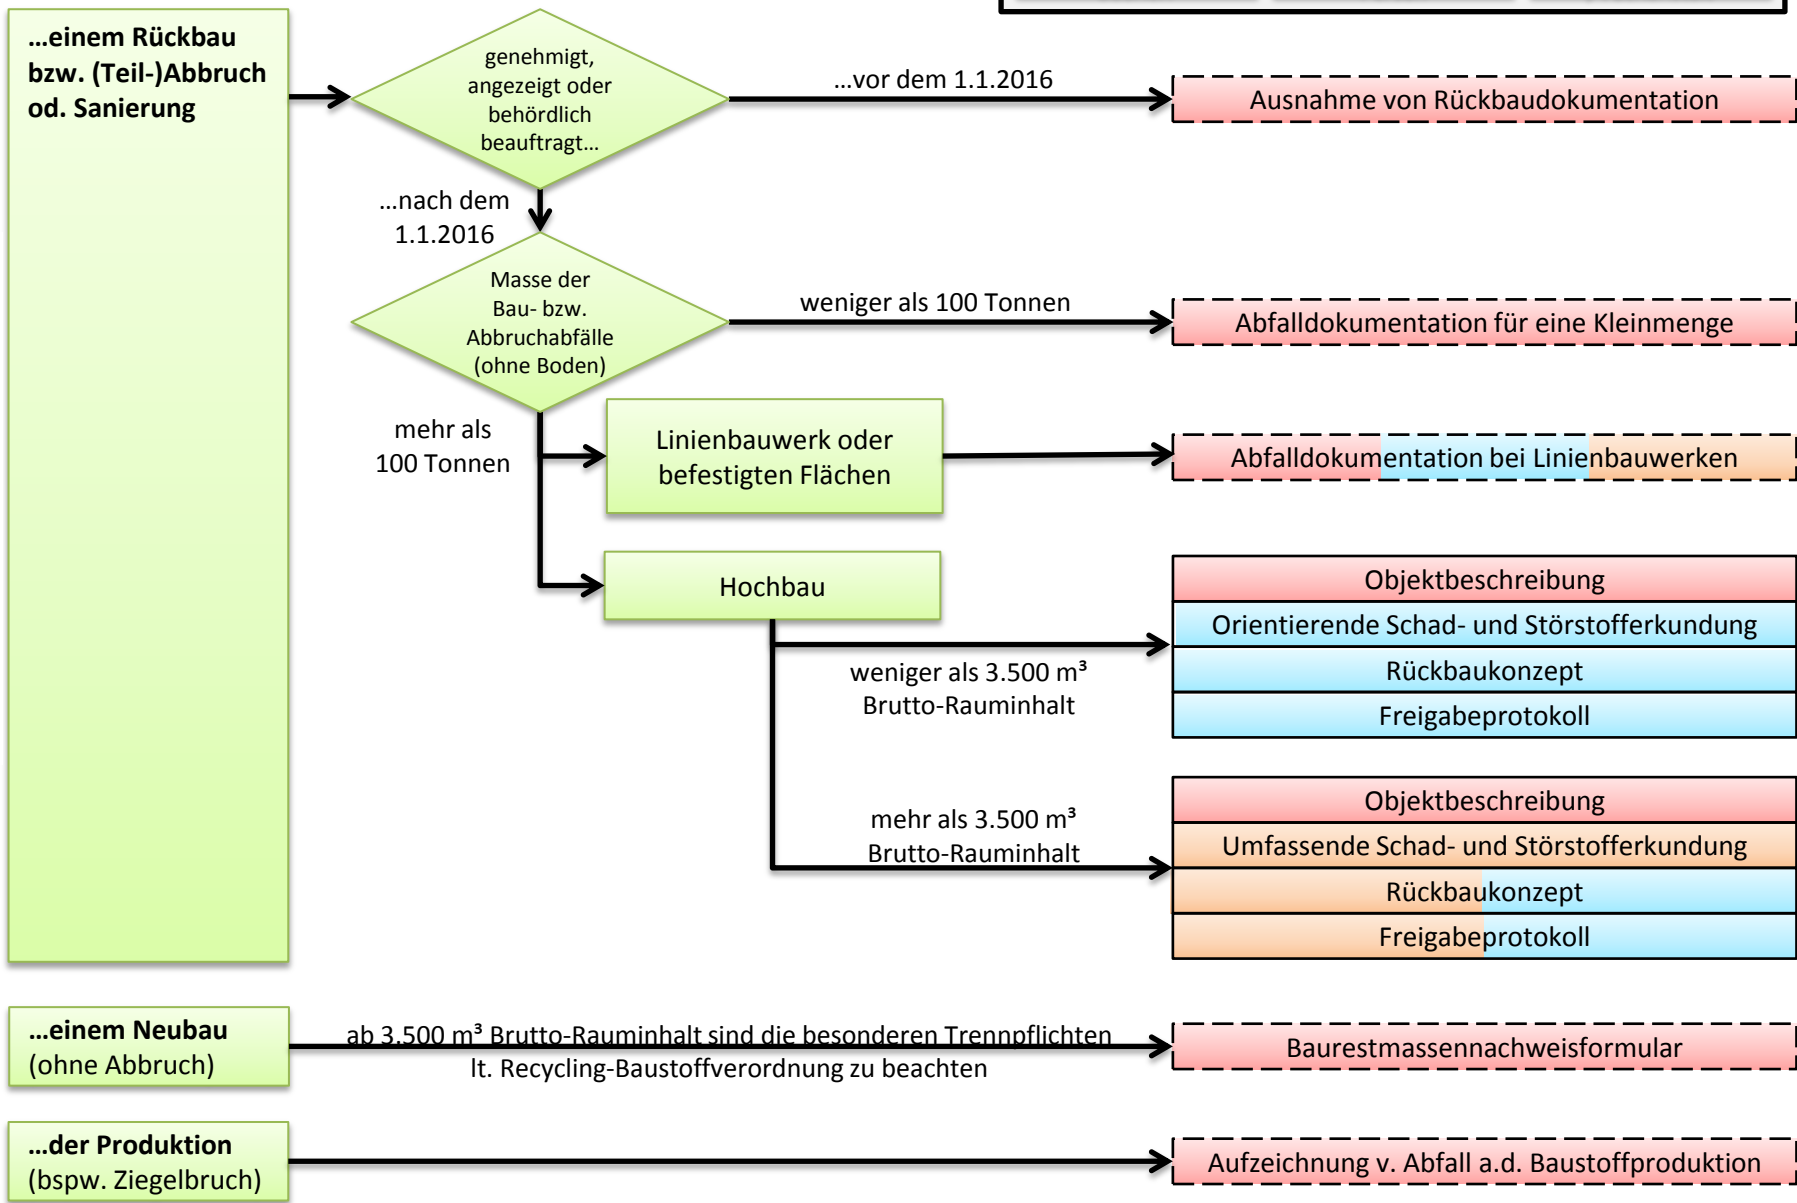 ...einem Rückbau
bzw. (Teil-)Abbruch
od. Sanierung
genehmigt,
angezeigt oder
behördlich
beauftragt...
...vor dem 1.1.2016
Ausnahme von Rückbaudokumentation
...nach dem
1.1.2016
Masse der
Bau- bzw.
Abbruchabfälle
(ohne Boden)
weniger als 100 Tonnen
Abfalldokumentation für eine Kleinmenge
mehr als
100 Tonnen
Linienbauwerk oder
befestigten Flächen
Abfalldokumentation bei Linienbauwerken
Hochbau
weniger als 3.500 m³
Brutto-Rauminhalt
Objektbeschreibung
Orientierende Schad- und Störstofferkundung
Rückbaukonzept
Freigabeprotokoll
mehr als 3.500 m³
Brutto-Rauminhalt
Objektbeschreibung
Umfassende Schad- und Störstofferkundung
Rückbaukonzept
Freigabeprotokoll
...einem Neubau
(ohne Abbruch)
ab 3.500 m³ Brutto-Rauminhalt sind die besonderen Trennpflichten
lt. Recycling-Baustoffverordnung zu beachten
Baurestmassennachweisformular
...der Produktion
(bspw. Ziegelbruch)
Aufzeichnung v. Abfall a.d. Baustoffproduktion